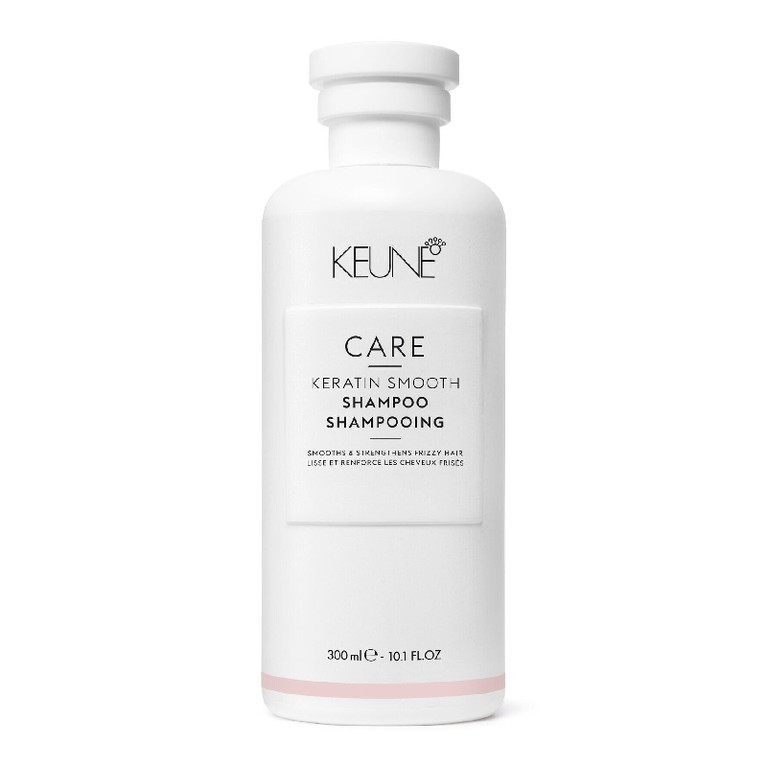 KEUNE
CARE
KERATIN SMOOTH
SHAMPOO
SHAMPOOING
SMOOTHS & STRENGTHENS FRIZZY HAIR
LISSE ET RENFORCE LES CHEVEUX FRISÉS
300 ml ℮ - 10.1 FL.OZ